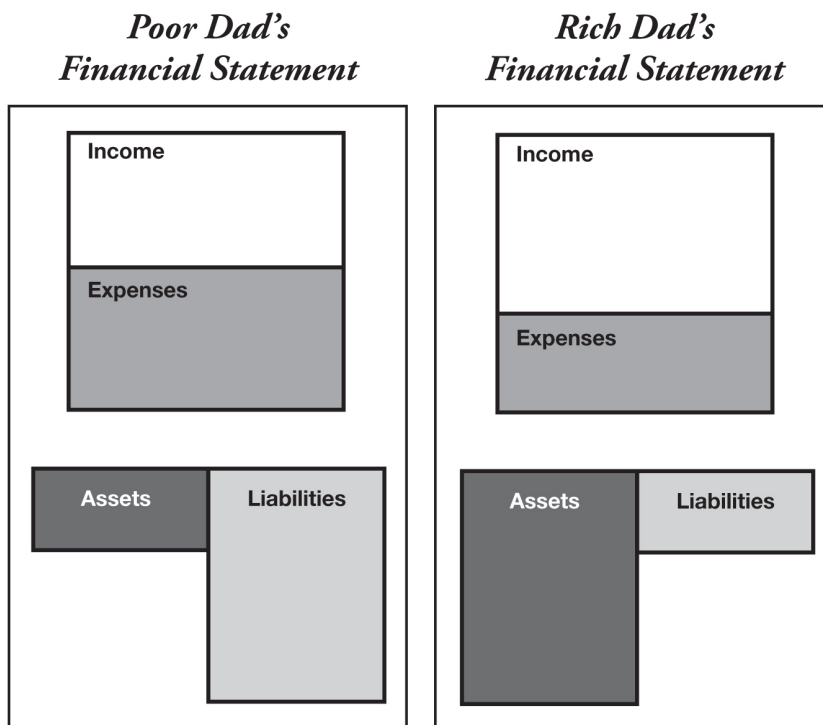 Poor Dad's
Financial Statement
Income
Expenses
Assets
Liabilities
Rich Dad's
Financial Statement
Income
Expenses
Assets
Liabilities